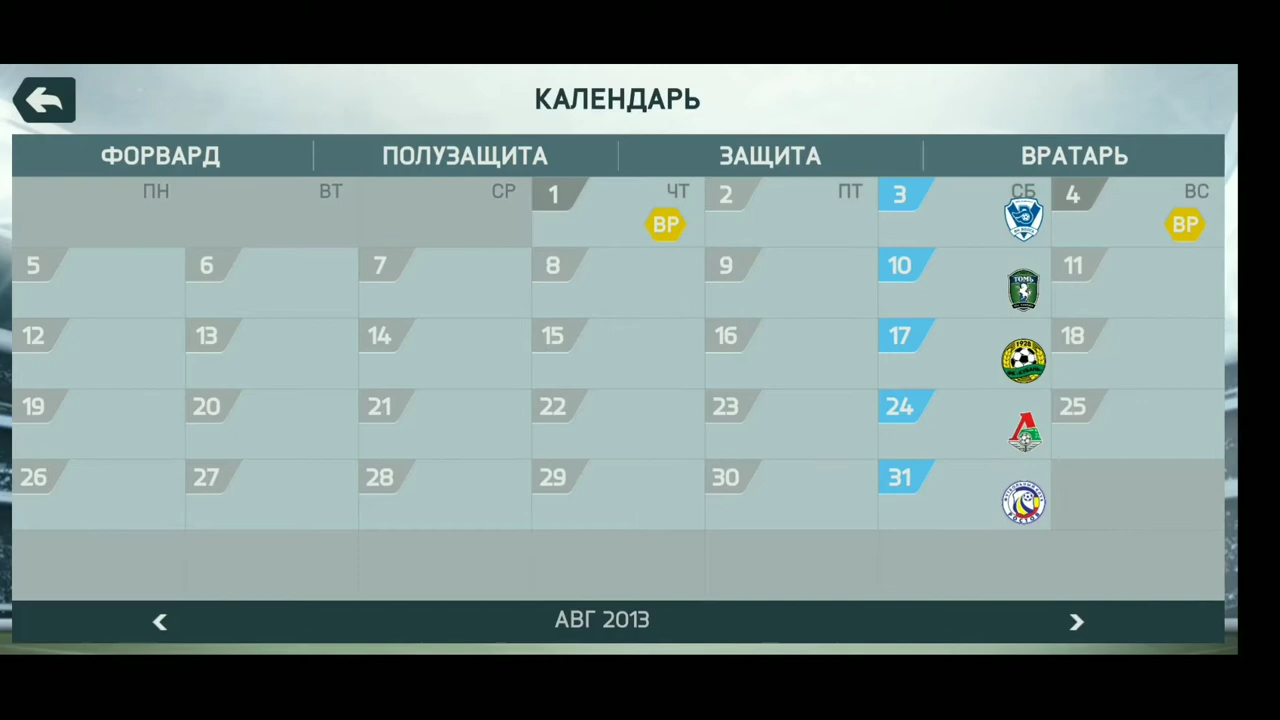 КАЛЕНДАРЬ
ФОРВАРД ПОЛУЗАЩИТА ЗАЩИТА ВРАТАРЬ
ПН ВТ СР 1 ЧТ 2 ПТ 3 СБ 4 ВС
ВР ВР
5 6 7 8 9 10 11
ТОМЬ
12 13 14 15 16 17 18
1928
19 20 21 22 23 24 25
26 27 28 29 30 31
РОСТОВ
АВГ 2013